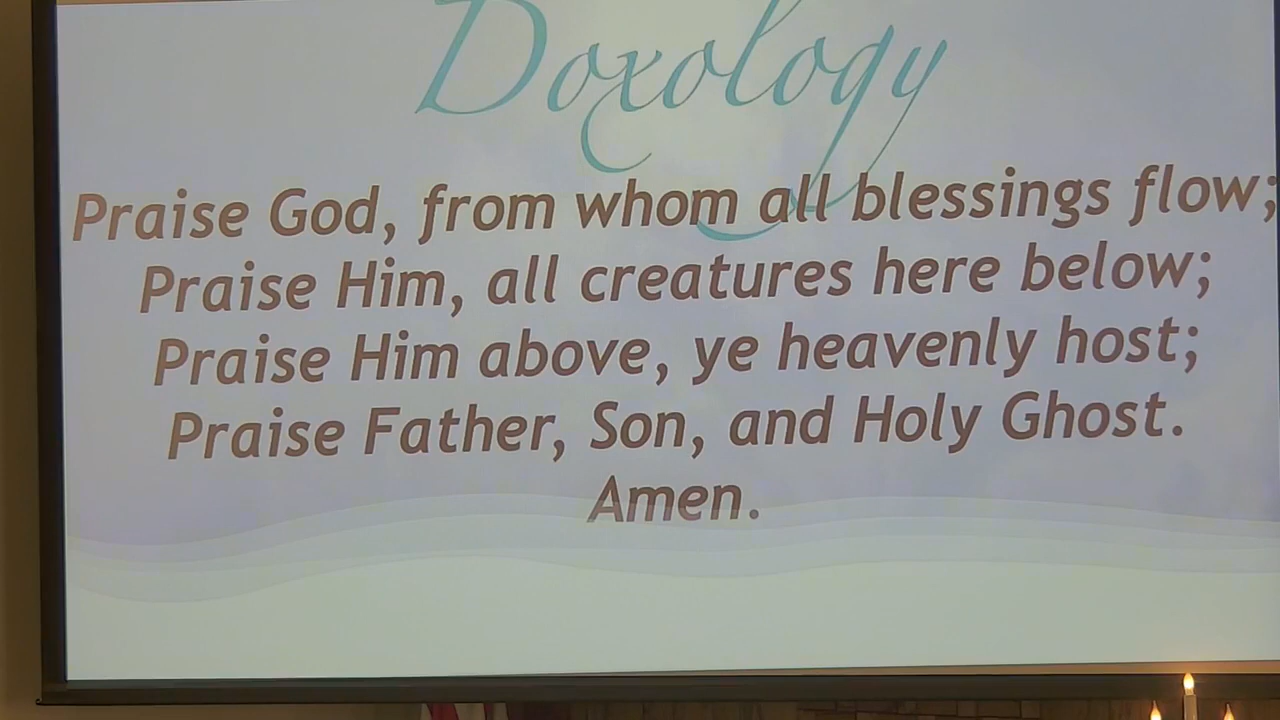 Doxology
Praise God, from whom all blessings flow;
Praise Him, all creatures here below;
Praise Him above, ye heavenly host;
Praise Father, Son, and Holy Ghost.
Amen.